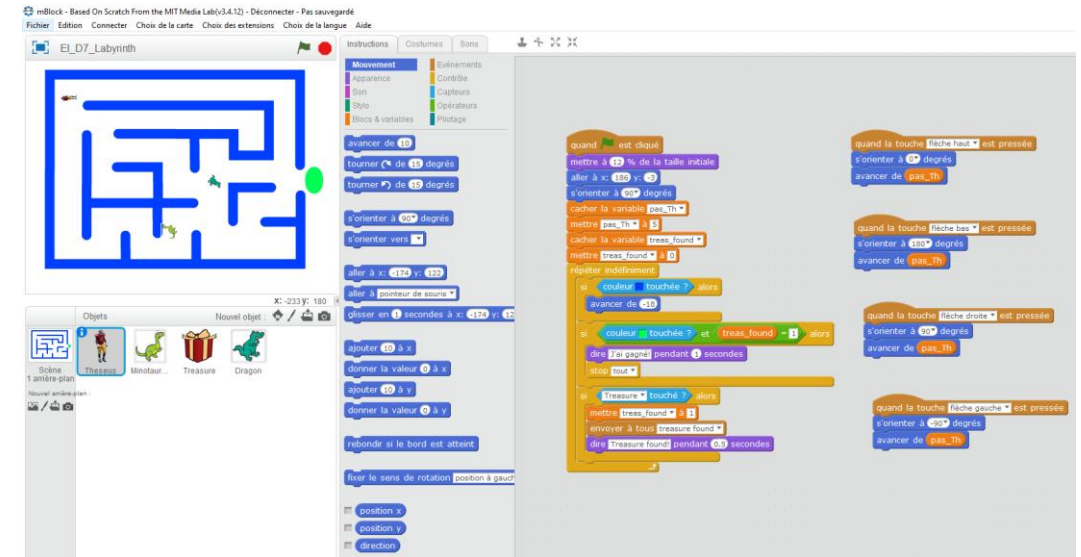 mBlock - Based On Scratch From the MIT Media Lab(v3.4.12) - Déconnecter - Pas sauvegardé
Fichier Edition Connecter Choix de la carte Choix des extensions Choix de la langue Aide
EI_D7_Labyrinth
X: -233 y: 180
Objets Nouvel objet :
Scène
1 arrière-plan
Nouvel arrière-plan :
Theseus
Minotaur...
Treasure
Dragon
Instructions Costumes Sons
Mouvement Evénements
Apparence Contrôle
Son Capteurs
Stylo Opérateurs
Blocs & variables Pilotage
avancer de 10
tourner de 15 degrés
tourner de 15 degrés
s'orienter à 90 degrés
s'orienter vers
aller à x: -174 y: 122
aller à pointeur de souris
glisser en 1 secondes à x: -174 y: 12
ajouter 10 à x
donner la valeur 0 à x
ajouter 10 à y
donner la valeur 0 à y
rebondir si le bord est atteint
fixer le sens de rotation position à gauc
position x
position y
direction
quand est cliqué
mettre à 12 % de la taille initiale
aller à x: 186 y: -3
s'orienter à 90 degrés
cacher la variable pas_Th
mettre pas_Th à 5
cacher la variable treas_found
mettre treas_found à 0
répéter indéfiniment
si couleur touchée ? alors
avancer de -18
si couleur touchée ? et treas_found = 1 alors
dire J'ai gagné! pendant 1 secondes
stop tout
si Treasure touché ? alors
mettre treas_found à 1
envoyer à tous treasure found
dire Treasure found! pendant 0.5 secondes
quand la touche flèche haut est pressée
s'orienter à 0 degrés
avancer de pas_Th
quand la touche flèche bas est pressée
s'orienter à 180 degrés
avancer de pas_Th
quand la touche flèche droite est pressée
s'orienter à 90 degrés
avancer de pas_Th
quand la touche flèche gauche est pressée
s'orienter à -90 degrés
avancer de pas_Th